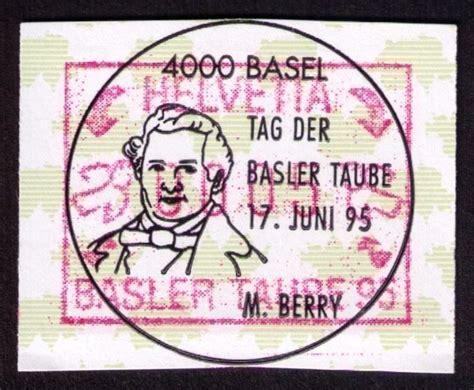 4000 BASEL
HELVETIA
TAG DER
BASLER TAUBE
17. JUNI 95
BASLER TAUBE 95
M. BERRY